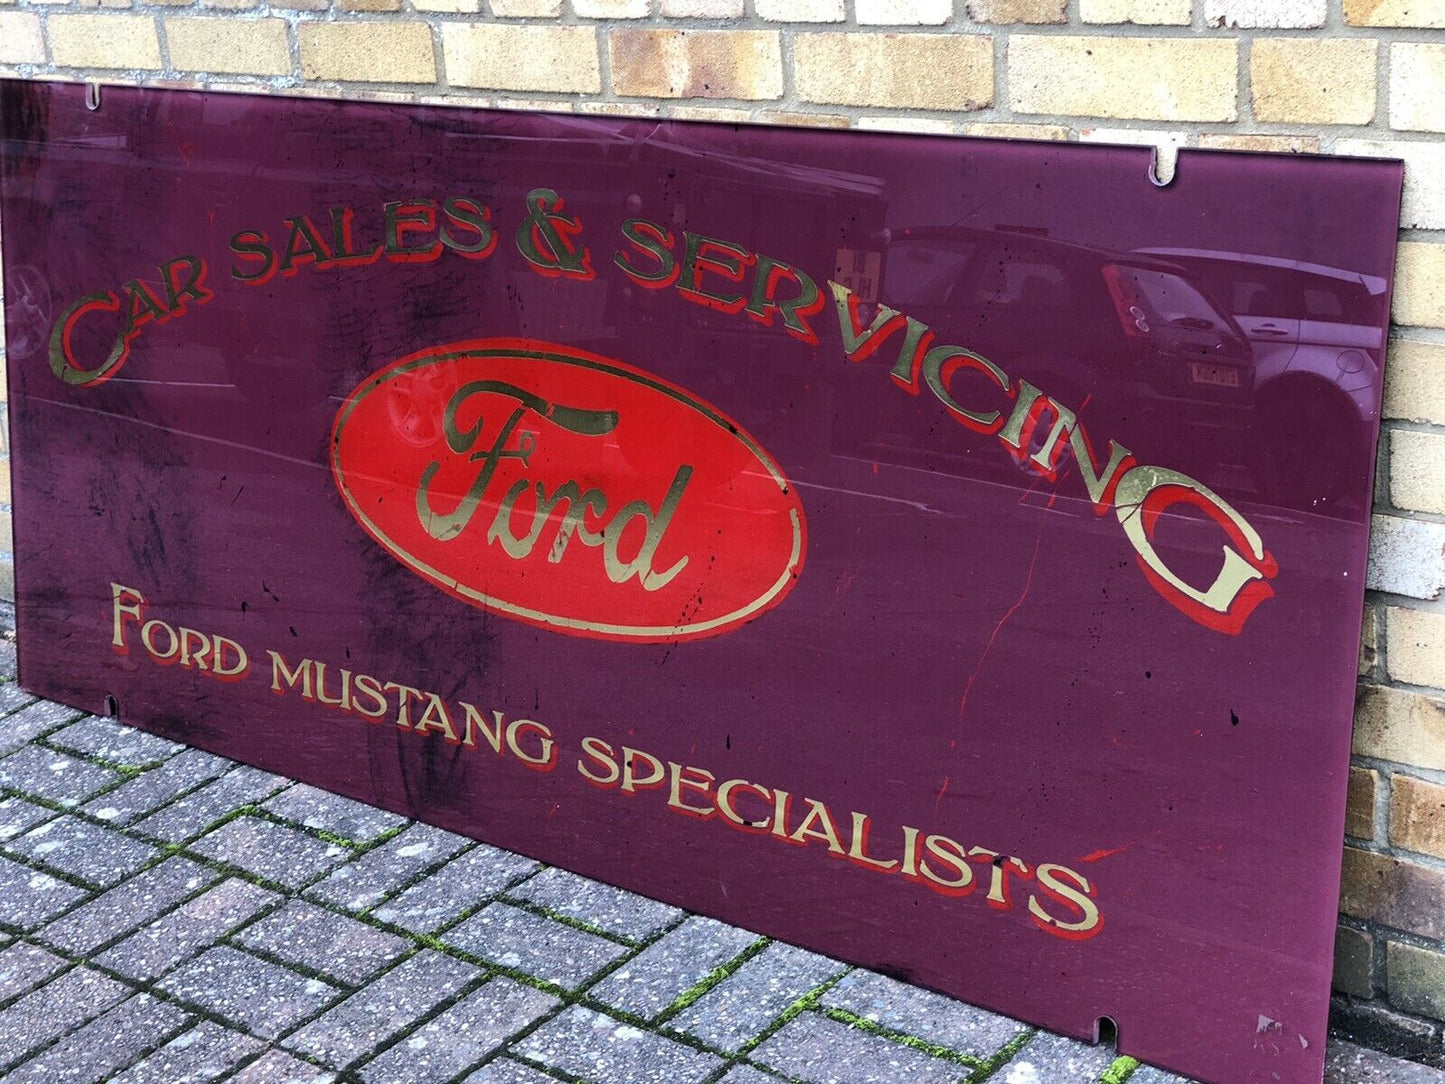 CAR SALES & SERVICING
Ford
FORD MUSTANG SPECIALISTS